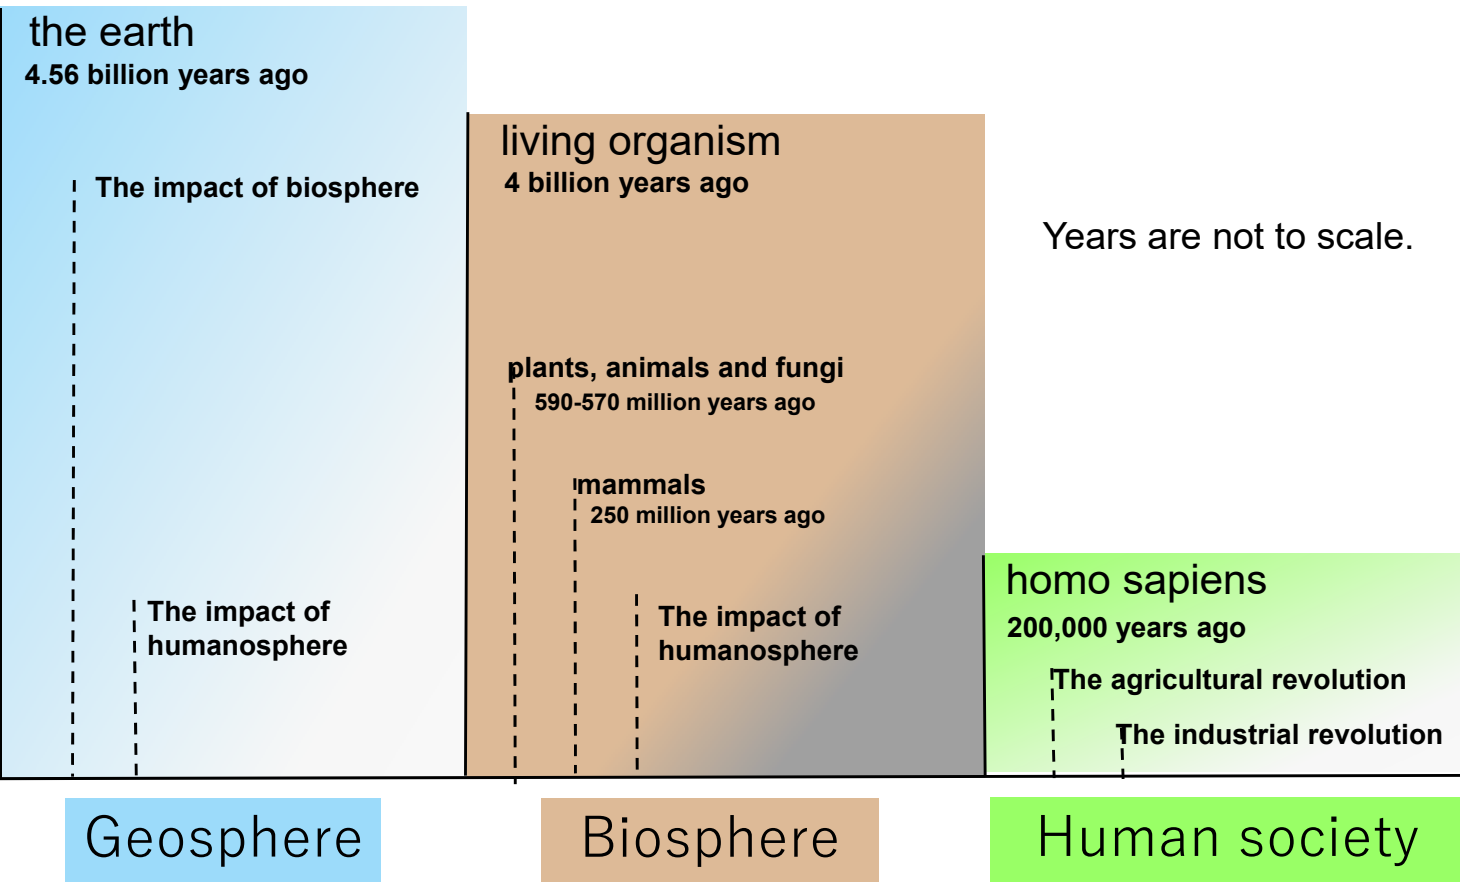 the earth
4.56 billion years ago
The impact of biosphere
The impact of
humanosphere
living organism
4 billion years ago
plants, animals and fungi
590-570 million years ago
mammals
250 million years ago
The impact of
humanosphere
Years are not to scale.
homo sapiens
200,000 years ago
The agricultural revolution
The industrial revolution
Geosphere
Biosphere
Human society